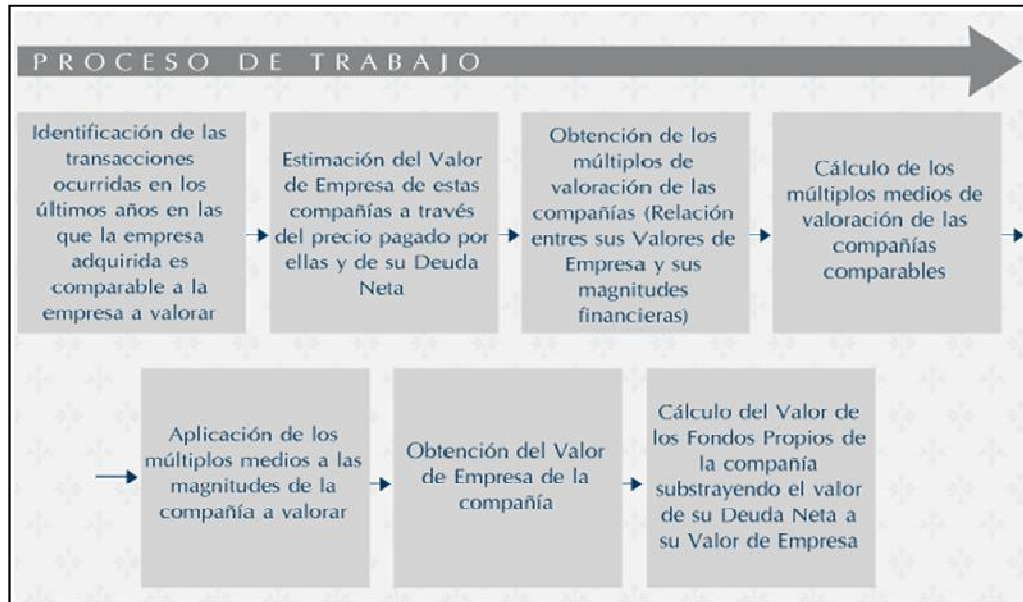 PROCESO DE TRABAJO
Identificación de las
transacciones
ocurridas en los
últimos años en las
que la empresa
adquirida es
comparable a la
empresa a valorar
Estimación del Valor
de Empresa de estas
compañías a través
del precio pagado por
ellas y de su Deuda
Neta
Obtención de los
múltiplos de
valoración de las
compañías (Relación
entres sus Valores de
Empresa y sus
magnitudes
financieras)
Cálculo de los
múltiplos medios de
valoración de las
compañías
comparables
Aplicación de los
múltiplos medios a las
magnitudes de la
compañía a valorar
Obtención del Valor
de Empresa de la
compañía
Cálculo del Valor de
los Fondos Propios de
la compañía
substrayendo el valor
de su Deuda Neta a
su Valor de Empresa